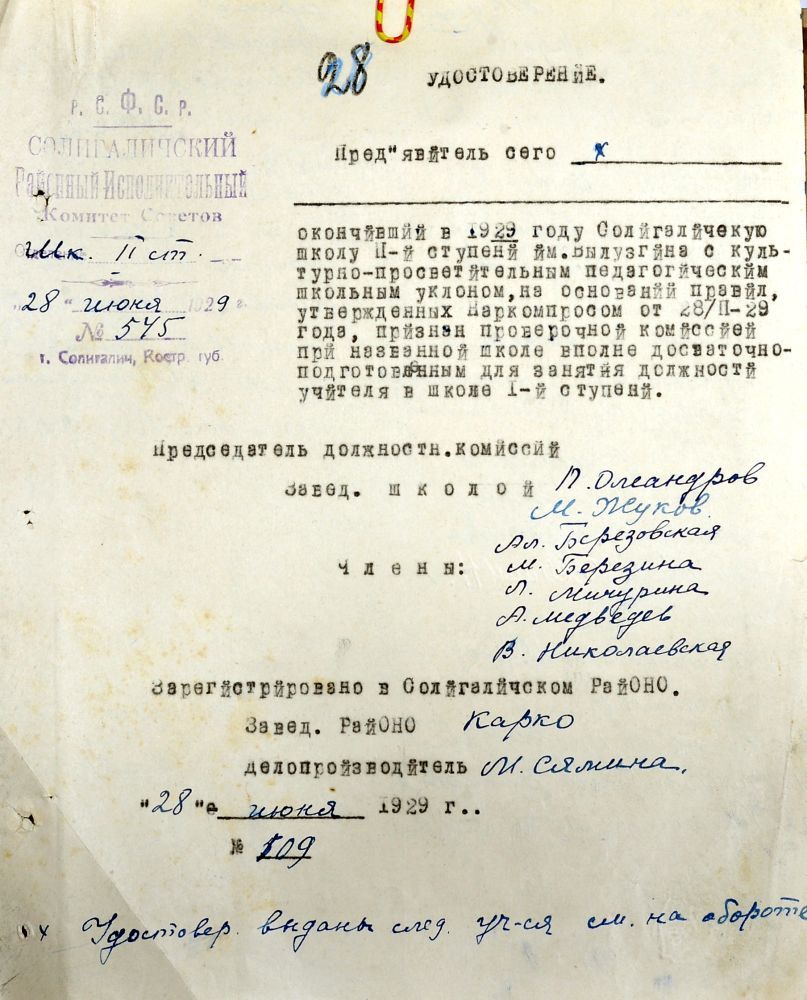 28
УДОСТОВЕРЕНИЕ.
Р. С. Ф. С. Р.
СОЛИГАЛИЧСКИЙ
Районный Исполнительный
Комитет Советов
Шк. II ст.
"28" июня 1929 г.
№ 545
г. Солигалич, Костр. губ.
Пред"явитель сего х
окончивший в 1929 году Солигаличекую
школу II-й ступени им.Вылузгина с куль-
турно-просветительным педагогическим
школьным уклоном,на основании правил,
утвержденных Наркомпросом от 28/II-29
года, признан проверочной комиссией
при названной школе вполне досваточно-
подготовленным для занятия должности
учителя в школе I-й ступени.
Председатель должностн.комиссии
Завед. школой П.
М. Жуков
Ал. Березовская
Члены: М. Березина
Л. Мичурина
А. Медведев
В. Николаевская
Зарегистрировано в Солигаличском РайОНО.
Завед. РайОНО Карко
делопроизводитель М. Сямина.
"28" июня 1929 г..
№ 109
х Удостовер. выданы след. уч-ся см. на обороте